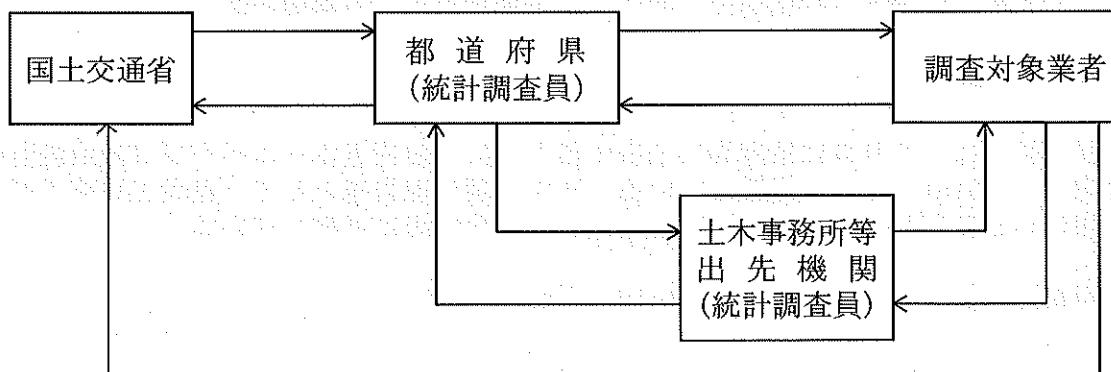 国土交通省
都道府県
(統計調査員)
調査対象業者
土木事務所等
出先機関
(統計調査員)